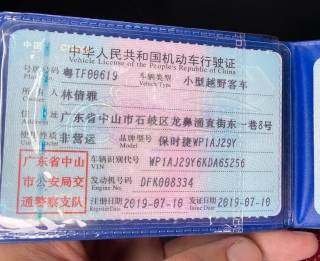 中华人民共和国机动车行驶证
Vehicle License of the People's Republic of China
号牌号码 粤TF00619 车辆类型 小型越野客车
Plate No. Vehicle Type
所有人 林倩雅
Owner
住址 广东省中山市石岐区龙鼻涌直街东一巷8号
Address
使用性质 非营运 品牌型号 保时捷WP1AJ29Y
Use Character Model
广东省中山
市公安局交
通警察支队
车辆识别代号 WP1AJ29Y6KDA65256
VIN
发动机号码 DFK008334
Engine No.
注册日期 2019-07-10 发证日期 2019-07-10
Register Date Issue Date